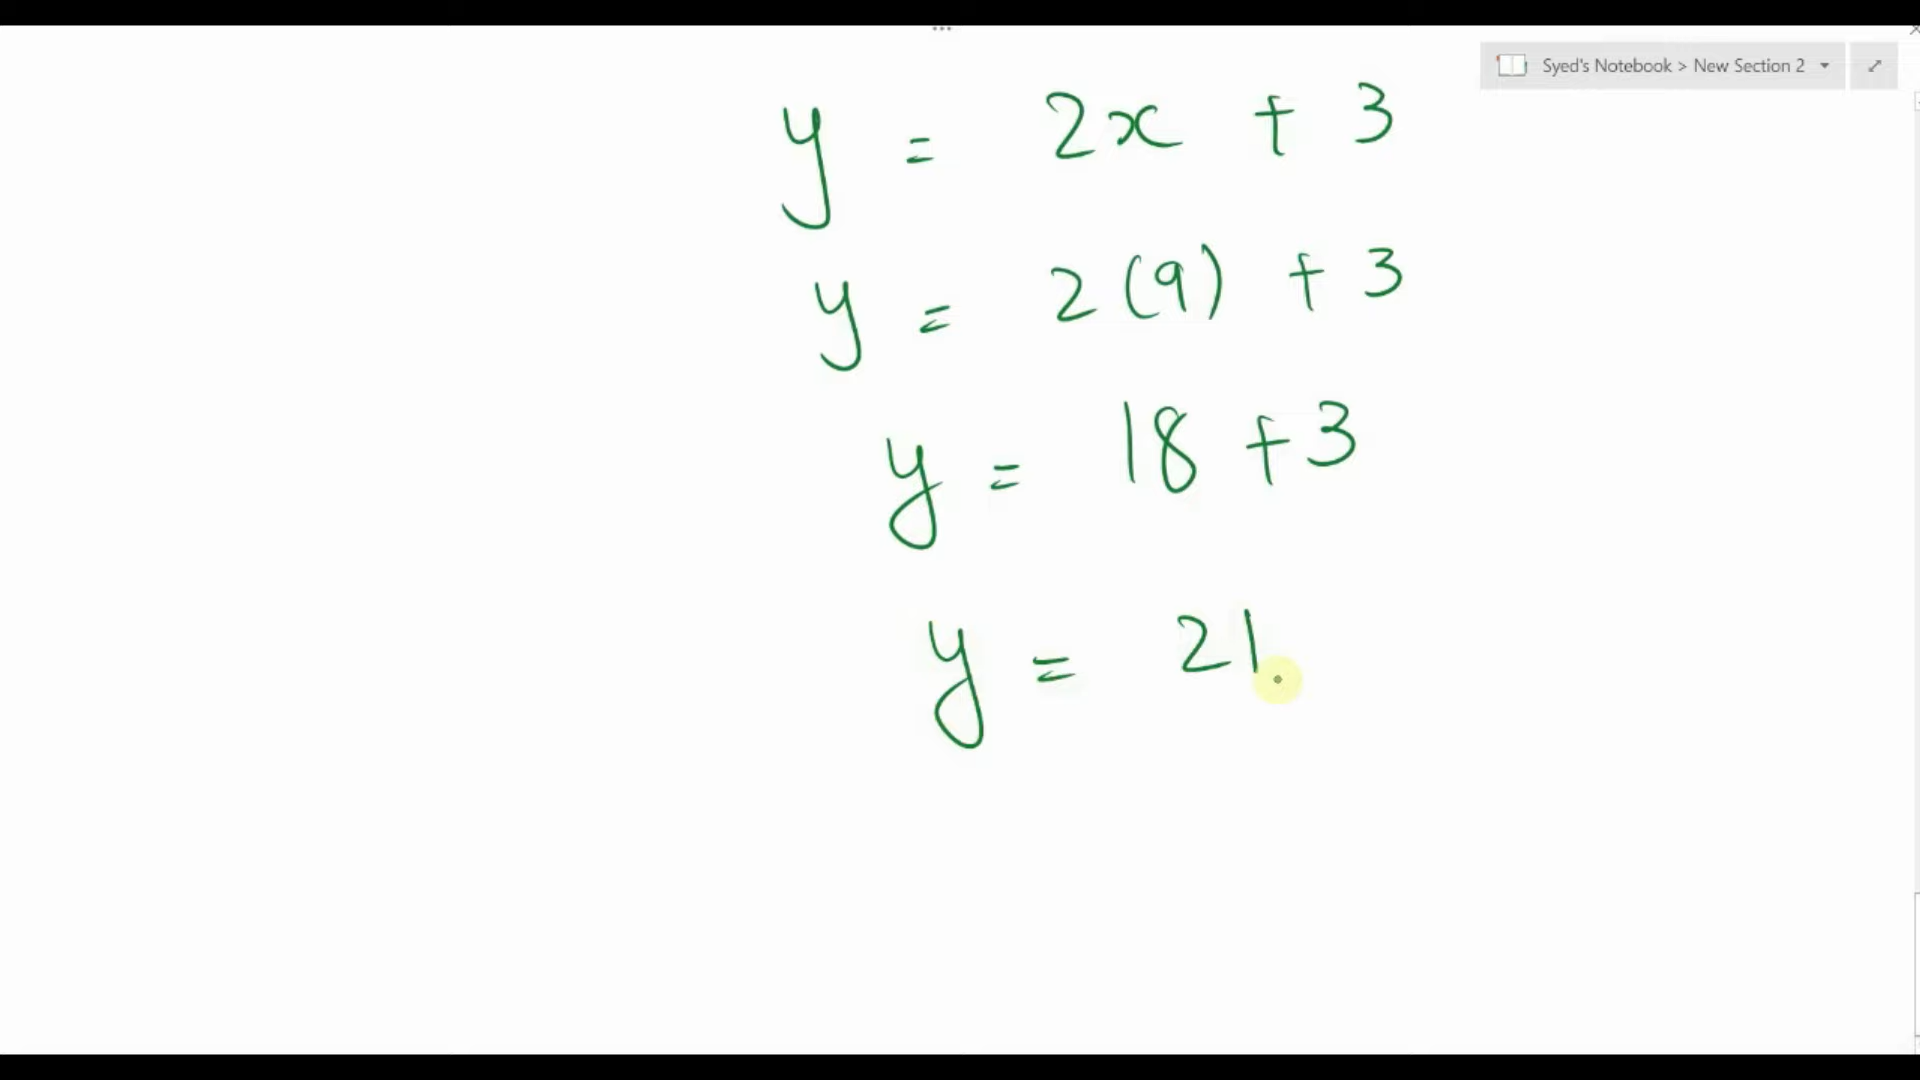 Syed's Notebook > New Section 2
y = 2x + 3
y = 2(9) + 3
y = 18 + 3
y = 21